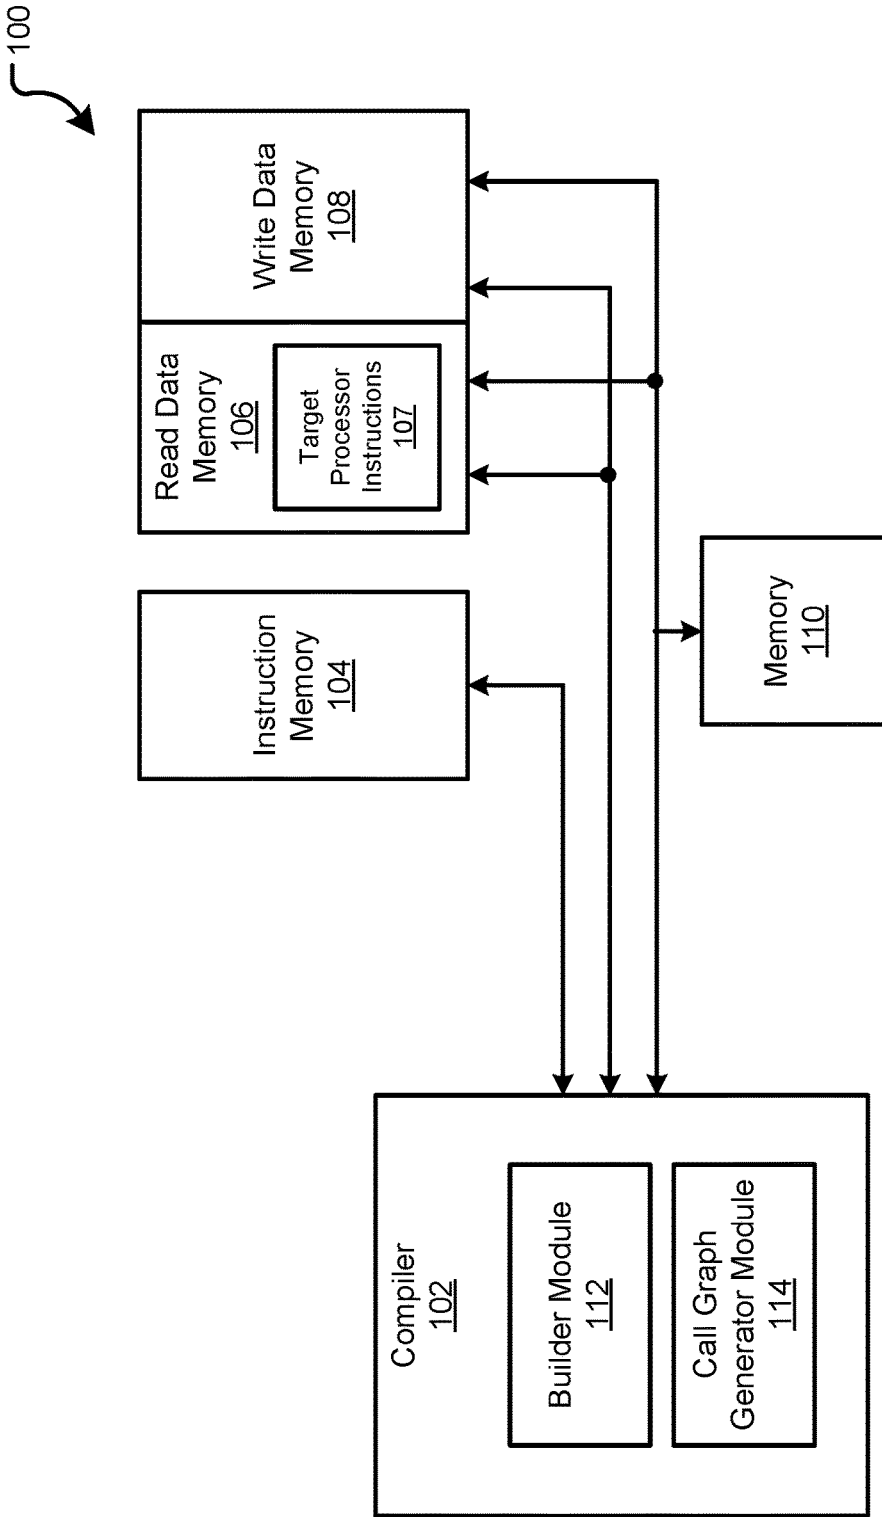 100
Compiler
102
Builder Module
112
Call Graph
Generator Module
114
Instruction
Memory
104
Read Data
Memory
106
Target
Processor
Instructions
107
Write Data
Memory
108
Memory
110